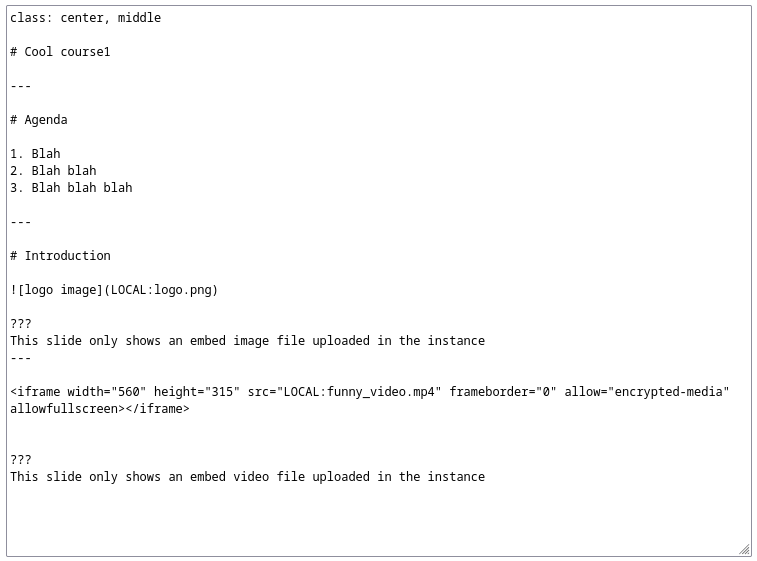 class: center, middle
# Cool course1
---
# Agenda
1. Blah
2. Blah blah
3. Blah blah blah
---
# Introduction
![logo image](LOCAL:logo.png)
???
This slide only shows an embed image file uploaded in the instance
---
<iframe width="560" height="315" src="LOCAL:funny_video.mp4" frameborder="0" allow="encrypted-media"
allowfullscreen></iframe>
???
This slide only shows an embed video file uploaded in the instance